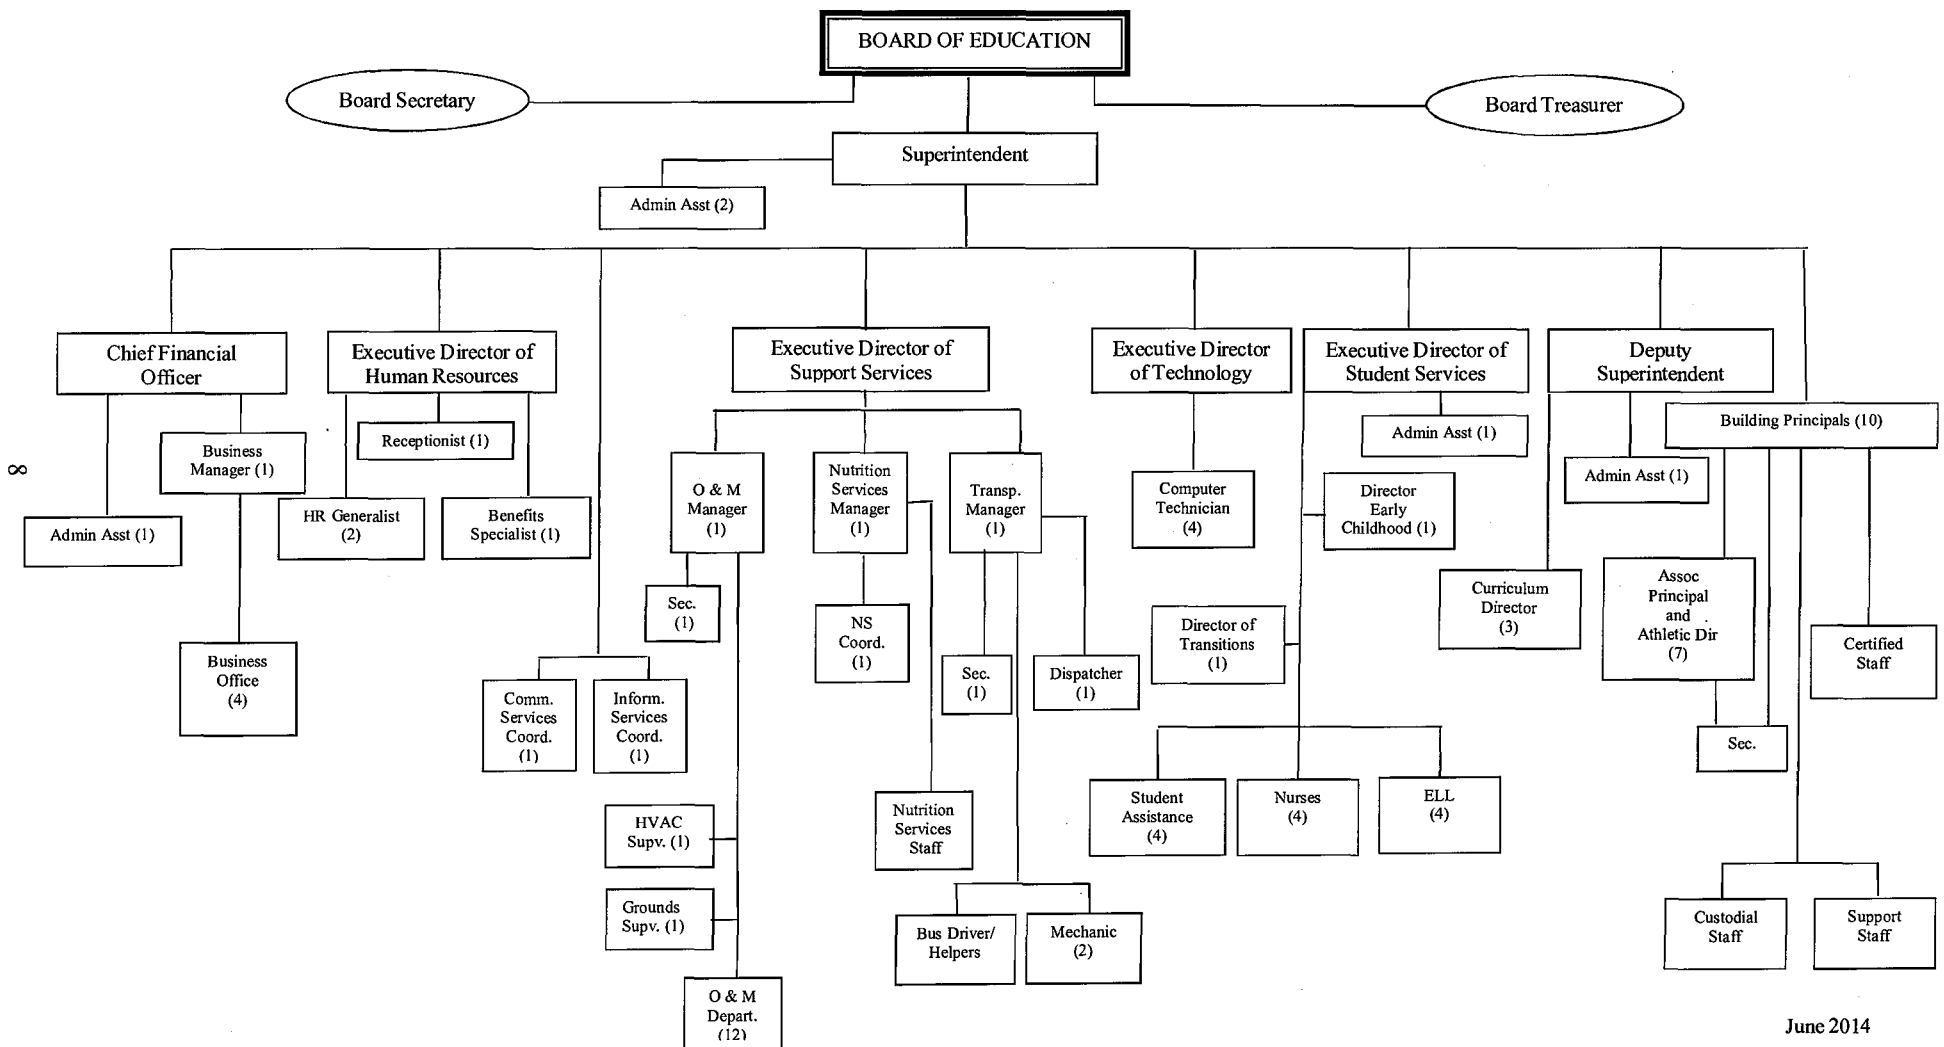 BOARD OF EDUCATION
Board Secretary
Board Treasurer
Superintendent
Admin Asst (2)
Chief Financial
Officer
Executive Director of
Human Resources
Executive Director of
Support Services
Executive Director
of Technology
Executive Director of
Student Services
Deputy
Superintendent
Building Principals (10)
Receptionist (1)
Admin Asst (1)
Business
Manager (1)
O & M
Manager
(1)
Nutrition
Services
Manager
(1)
Transp.
Manager
(1)
Computer
Technician
(4)
Director
Early
Childhood (1)
Admin Asst (1)
8
Admin Asst (1)
HR Generalist
(2)
Benefits
Specialist (1)
Sec.
(1)
NS
Coord.
(1)
Director of
Transitions
(1)
Curriculum
Director
(3)
Assoc
Principal
and
Athletic Dir
(7)
Certified
Staff
Business
Office
(4)
Comm.
Services
Coord.
(1)
Inform.
Services
Coord.
(1)
Sec.
(1)
Dispatcher
(1)
Sec.
Student
Assistance
(4)
Nurses
(4)
ELL
(4)
HVAC
Supv. (1)
Nutrition
Services
Staff
Grounds
Supv. (1)
Bus Driver/
Helpers
Mechanic
(2)
Custodial
Staff
Support
Staff
O & M
Depart.
(12)
June 2014